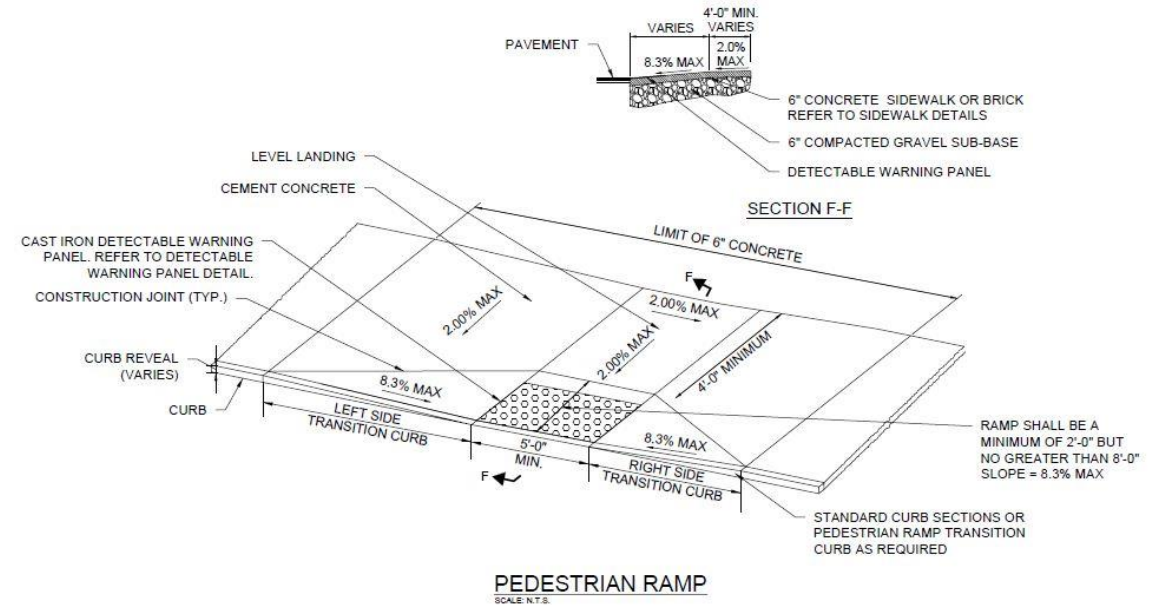 4'-0" MIN.
VARIES
VARIES
PAVEMENT
2.0%
MAX
8.3% MAX
6" CONCRETE SIDEWALK OR BRICK
REFER TO SIDEWALK DETAILS
6" COMPACTED GRAVEL SUB-BASE
DETECTABLE WARNING PANEL
SECTION F-F
LEVEL LANDING
CEMENT CONCRETE
CAST IRON DETECTABLE WARNING
PANEL. REFER TO DETECTABLE
WARNING PANEL DETAIL.
CONSTRUCTION JOINT (TYP.)
CURB REVEAL
(VARIES)
CURB
LIMIT OF 6" CONCRETE
F
2.00% MAX
2.00% MAX
2.00% MAX
4'-0" MINIMUM
8.3% MAX
LEFT SIDE
TRANSITION CURB
5'-0"
MIN.
F
8.3% MAX
RIGHT SIDE
TRANSITION CURB
RAMP SHALL BE A
MINIMUM OF 2'-0" BUT
NO GREATER THAN 8'-0"
SLOPE = 8.3% MAX
STANDARD CURB SECTIONS OR
PEDESTRIAN RAMP TRANSITION
CURB AS REQUIRED
PEDESTRIAN RAMP
SCALE: N.T.S.